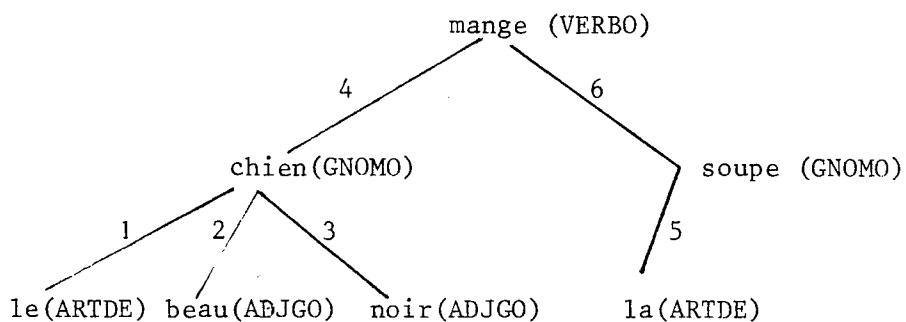 mange (VERBO)
4 6
chien(GNOMO) soupe (GNOMO)
1 2 3 5
le(ARTDE) beau(ADJGO) noir(ADJGO) la(ARTDE)